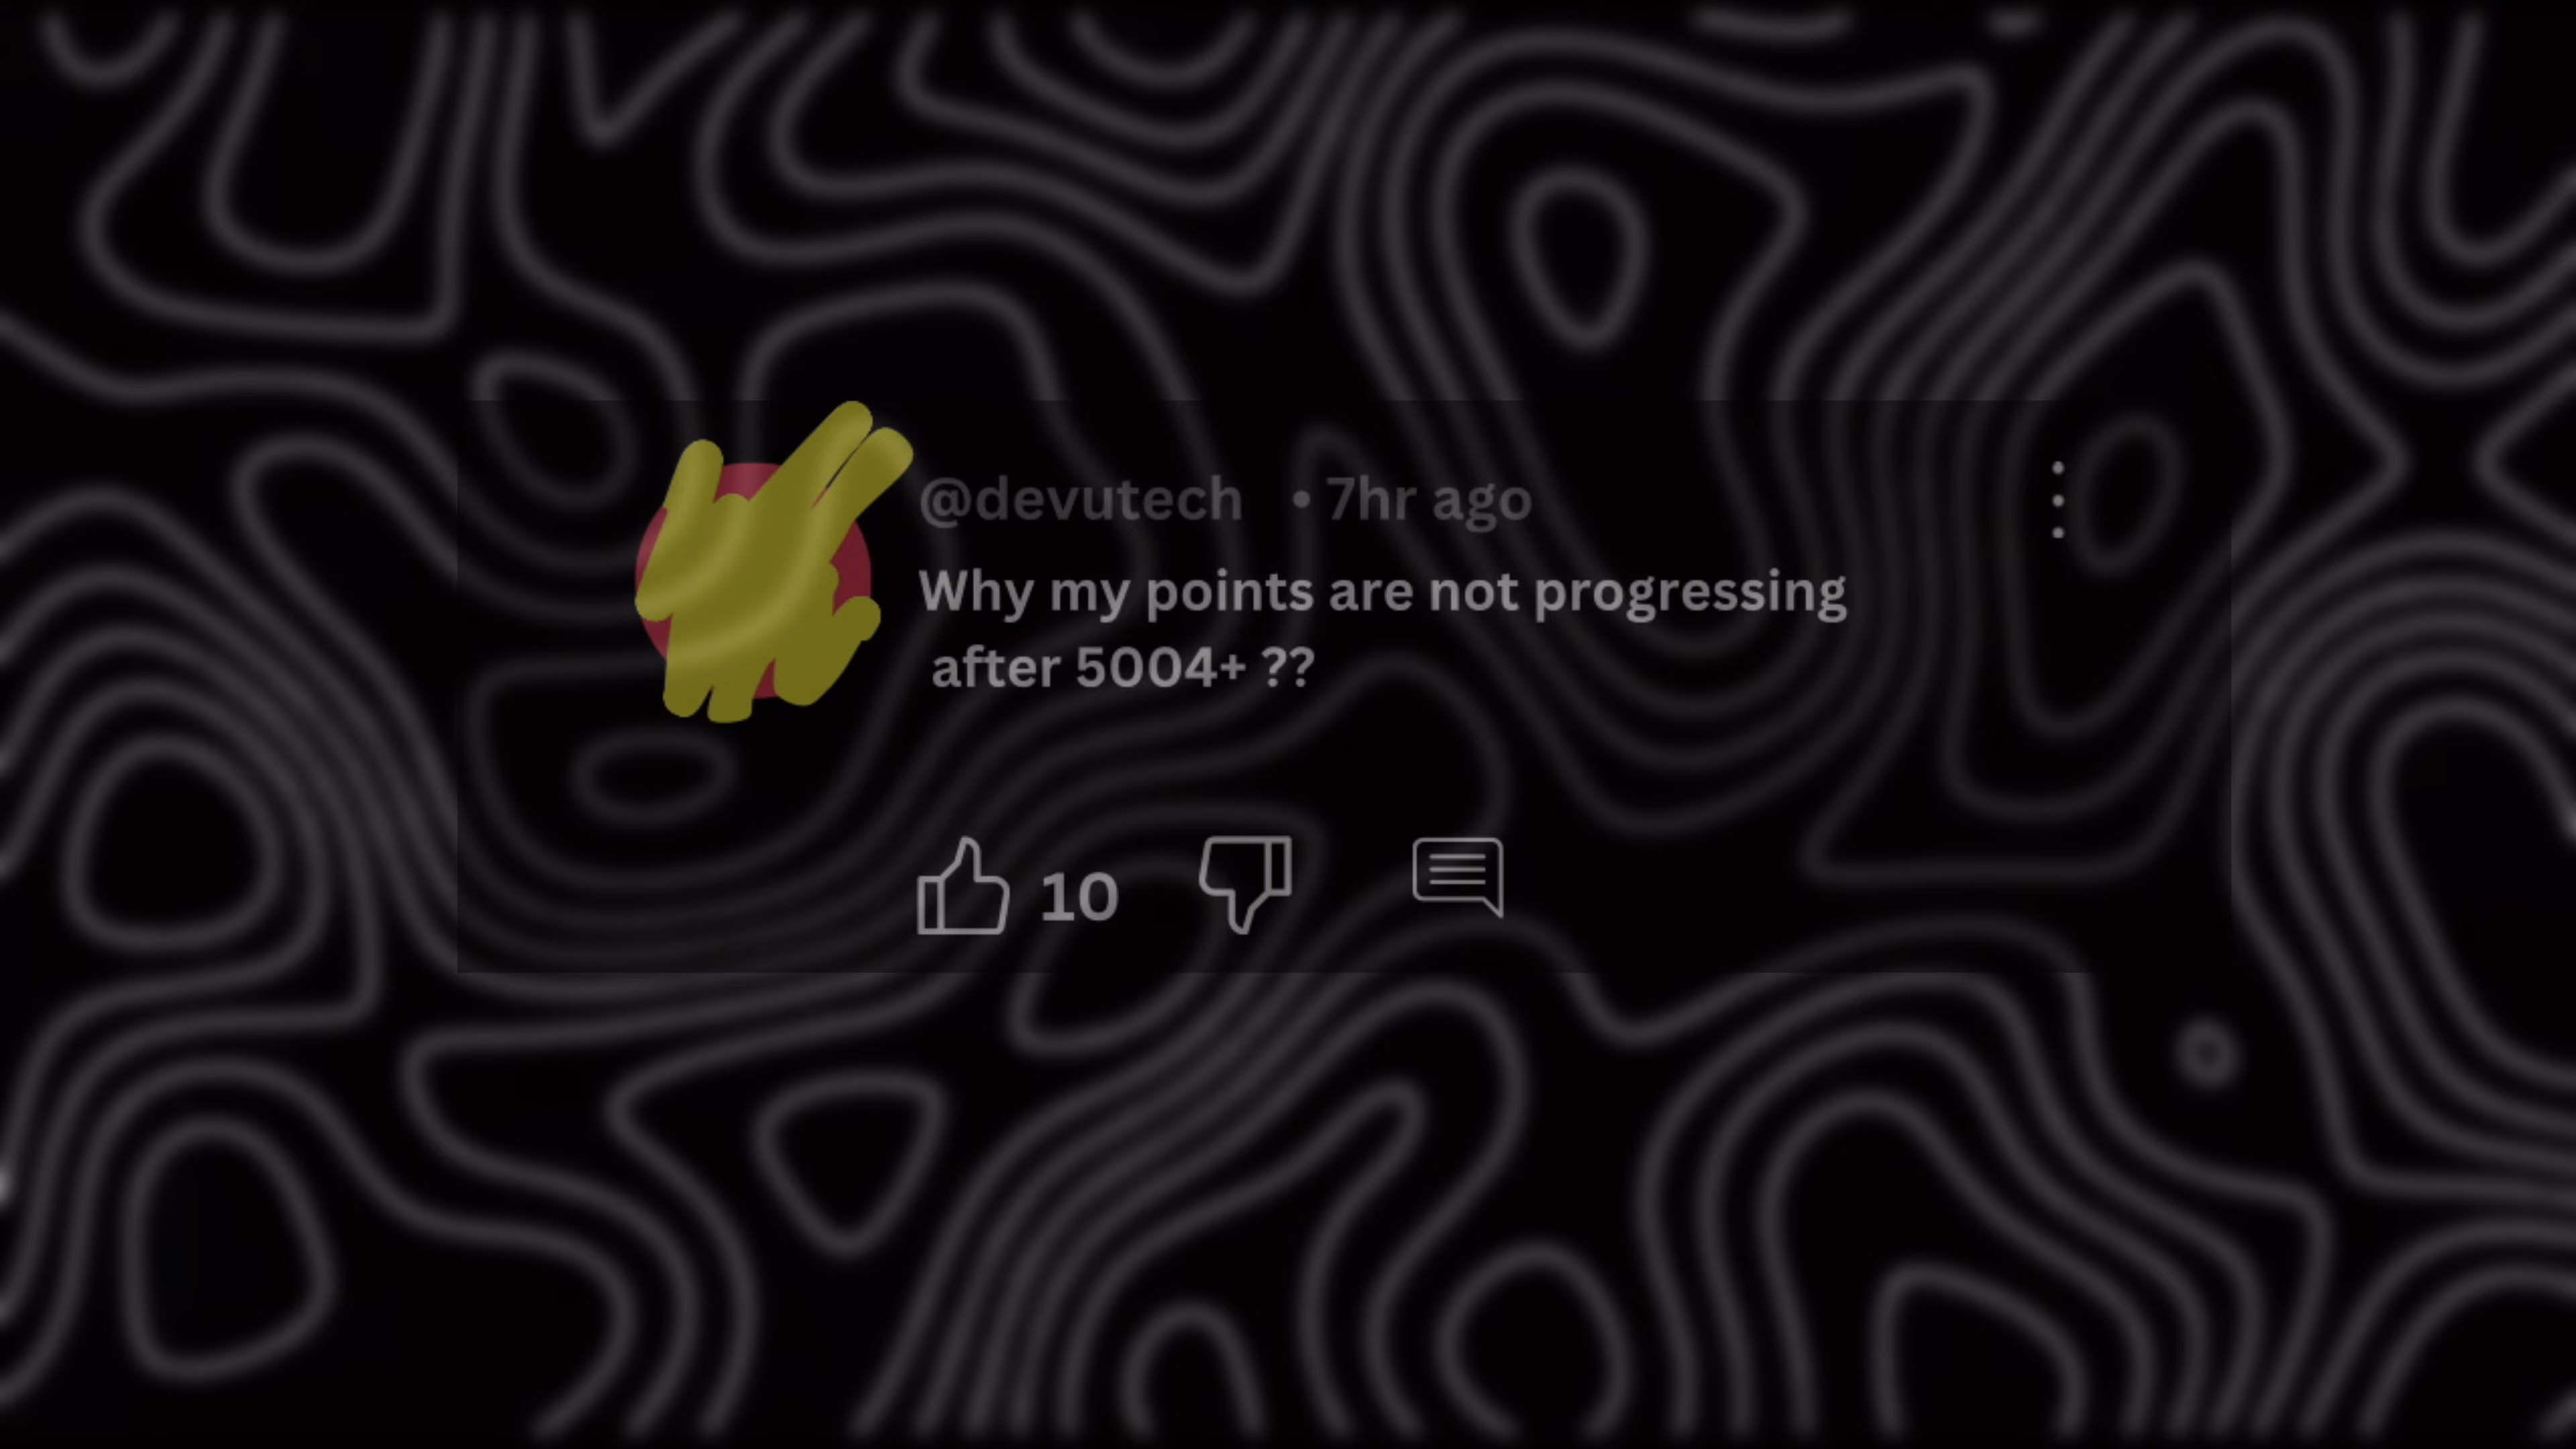 @devutech • 7hr ago
Why my points are not progressing
after 5004+ ??
10